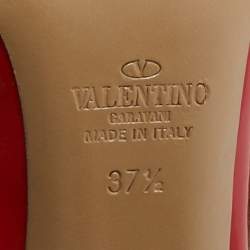 VALENTINO
GARAVANI
MADE IN ITALY
37½